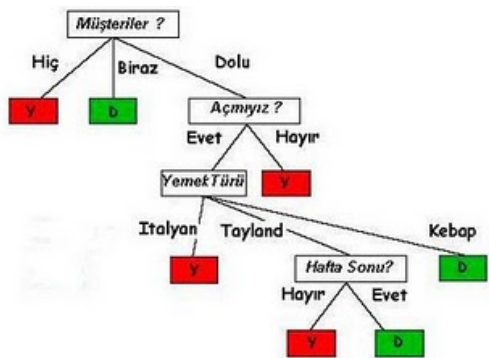 Müşteriler ?
Hiç Biraz Dolu
Y D Açmıyız ?
Evet Hayır
YemekTürü Y
Italyan Tayland Kebap
Y Hafta Sonu? D
Hayır Evet
Y D